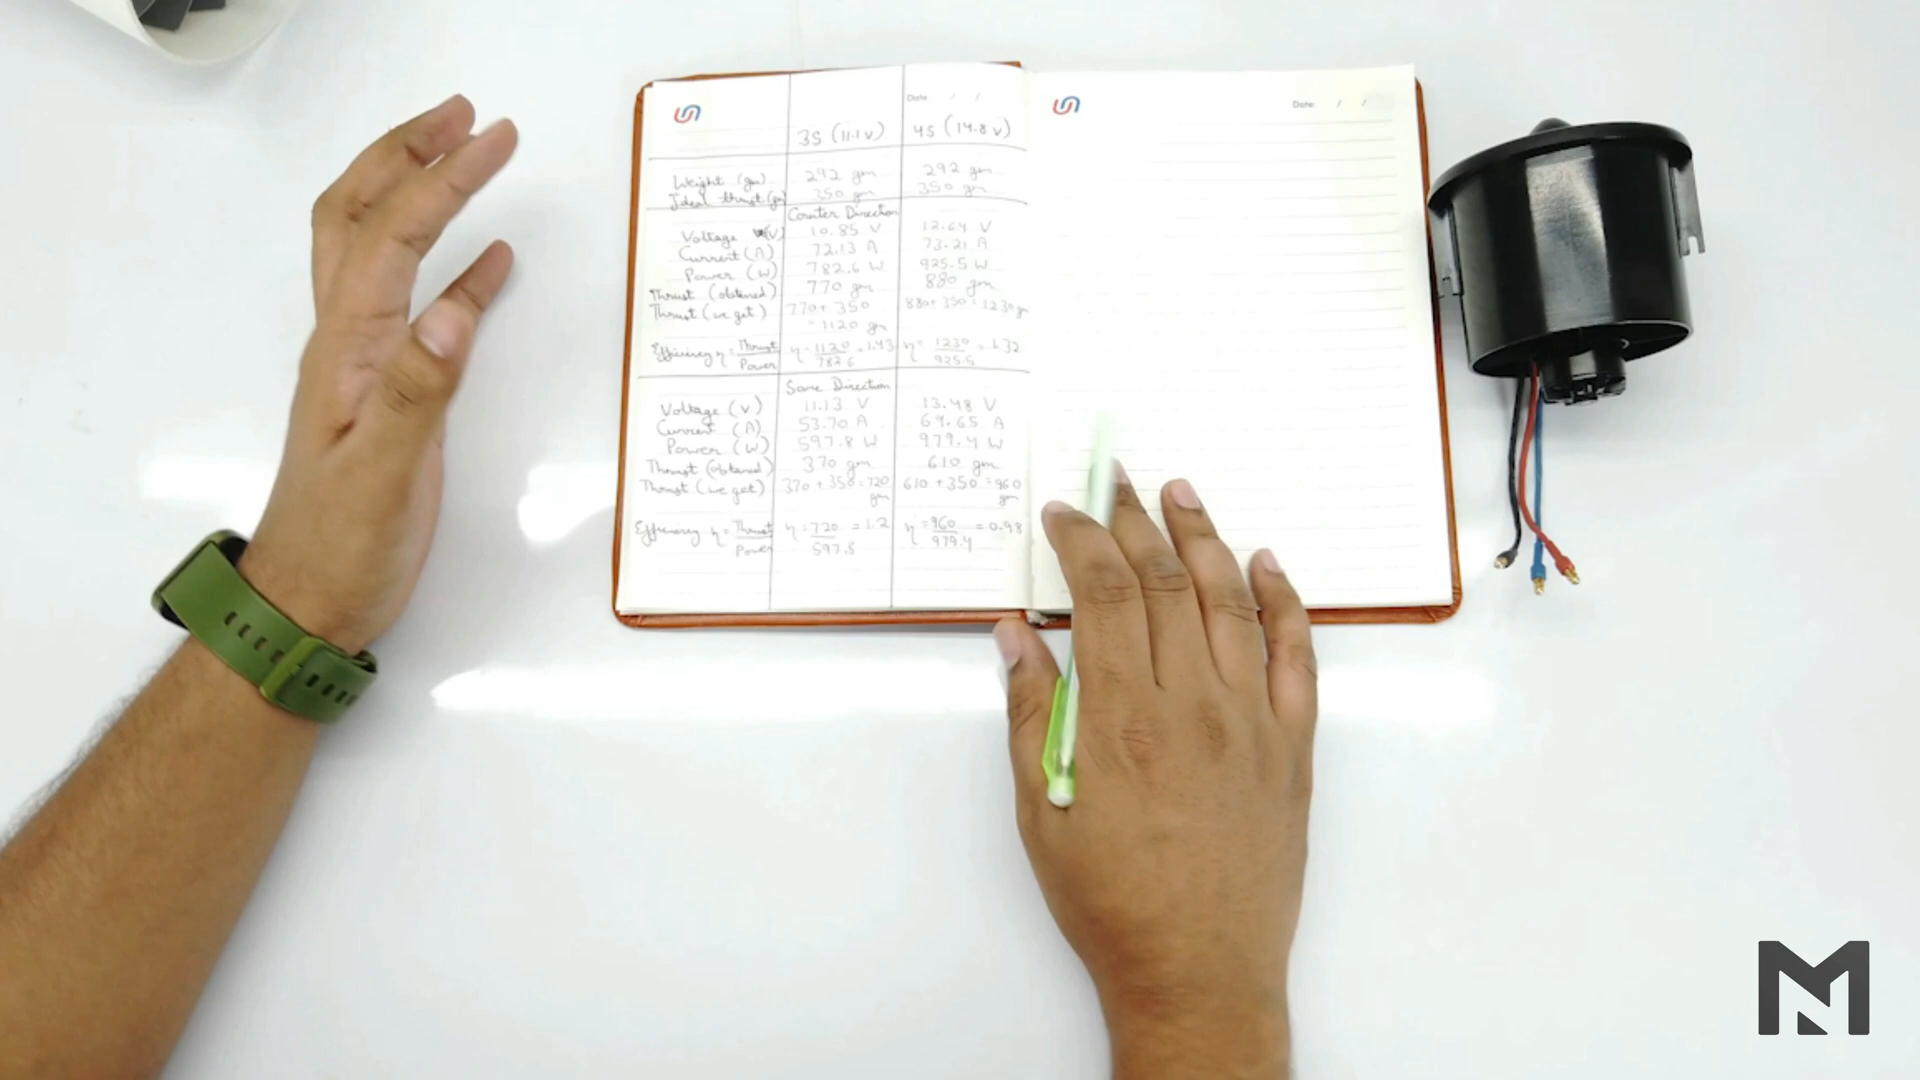 Date / /
3S (11.1 v) 4S (14.8 v)
Weight (gm) 292 gm 292 gm
Ideal thrust (gm) 350 gm 350 gm
Counter Direction
Voltage (V) 10.85 V 12.64 V
Current (A) 72.13 A 73.21 A
Power (W) 782.6 W 925.5 W
Thrust (obtained) 770 gm 880 gm
Thrust (we get) 770 + 350 880 + 350 = 1230 gm
= 1120 gm
Efficiency η = Thrust η = 1120 = 1.43 η = 1230 = 1.32
Power 782.6 925.5
Same Direction
Voltage (V) 11.13 V 13.48 V
Current (A) 53.70 A 69.65 A
Power (W) 597.8 W 979.4 W
Thrust (obtained) 370 gm 610 gm
Thrust (we get) 370 + 350 = 720 610 + 350 = 960
gm gm
Efficiency η = Thrust η = 720 = 1.2 η = 960 = 0.98
Power 597.8 979.4
Date: / /